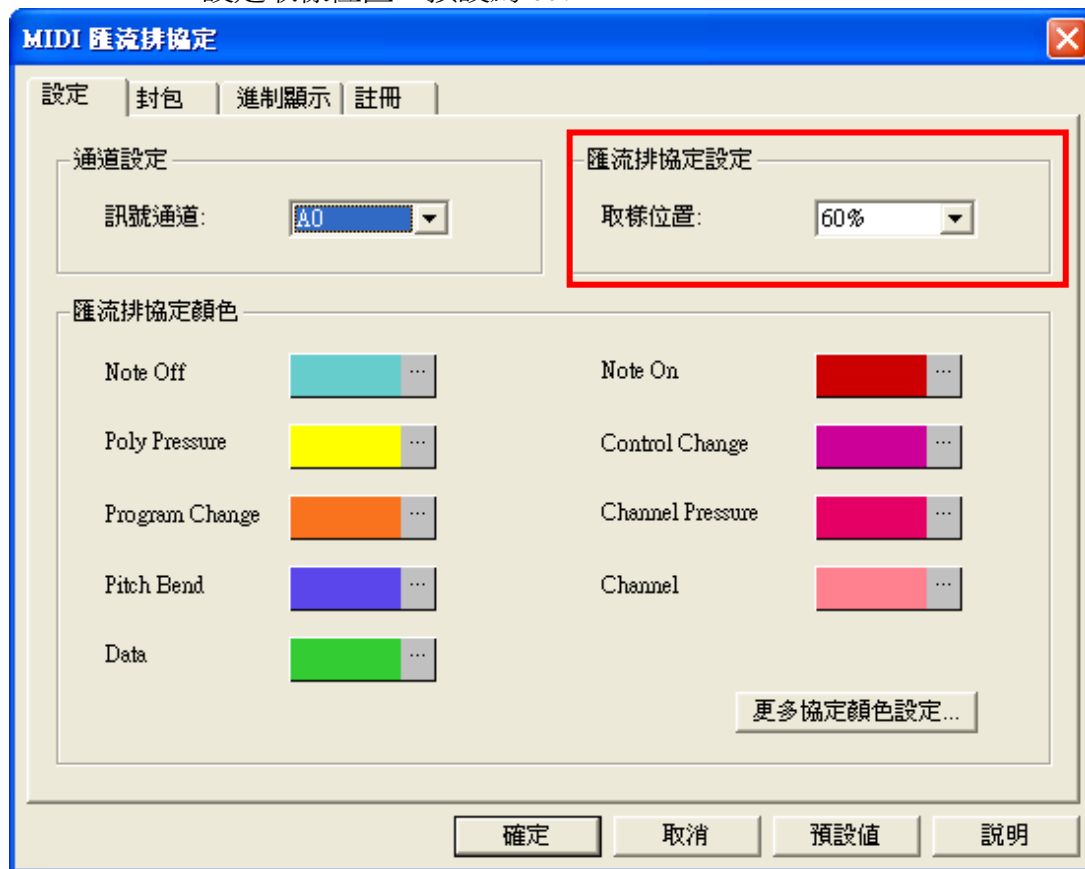 MIDI 匯流排協定
設定 封包 進制顯示 註冊
通道設定
訊號通道: A0
匯流排協定設定
取樣位置: 60%
匯流排協定顏色
Note Off ... Note On ...
Poly Pressure ... Control Change ...
Program Change ... Channel Pressure ...
Pitch Bend ... Channel ...
Data ...
更多協定顏色設定...
確定 取消 預設值 說明